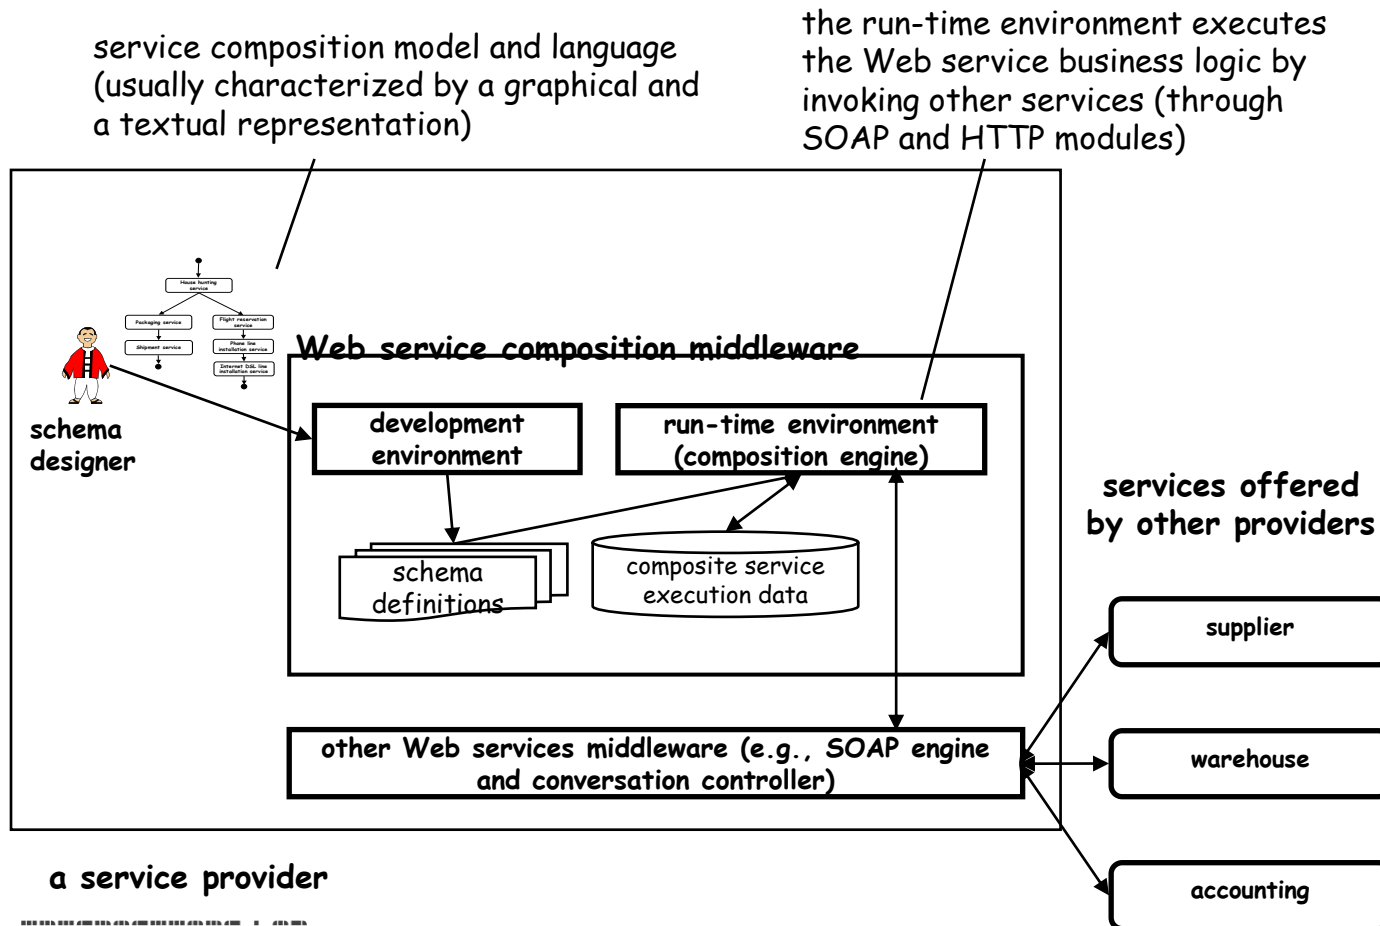 service composition model and language
(usually characterized by a graphical and
a textual representation)
the run-time environment executes
the Web service business logic by
invoking other services (through
SOAP and HTTP modules)
House hunting
service
Packaging service
Shipment service
Flight reservation
service
Phone line
installation service
Internet DSL line
installation service
schema
designer
Web service composition middleware
development
environment
run-time environment
(composition engine)
schema
definitions
composite service
execution data
other Web services middleware (e.g., SOAP engine
and conversation controller)
services offered
by other providers
supplier
warehouse
accounting
a service provider